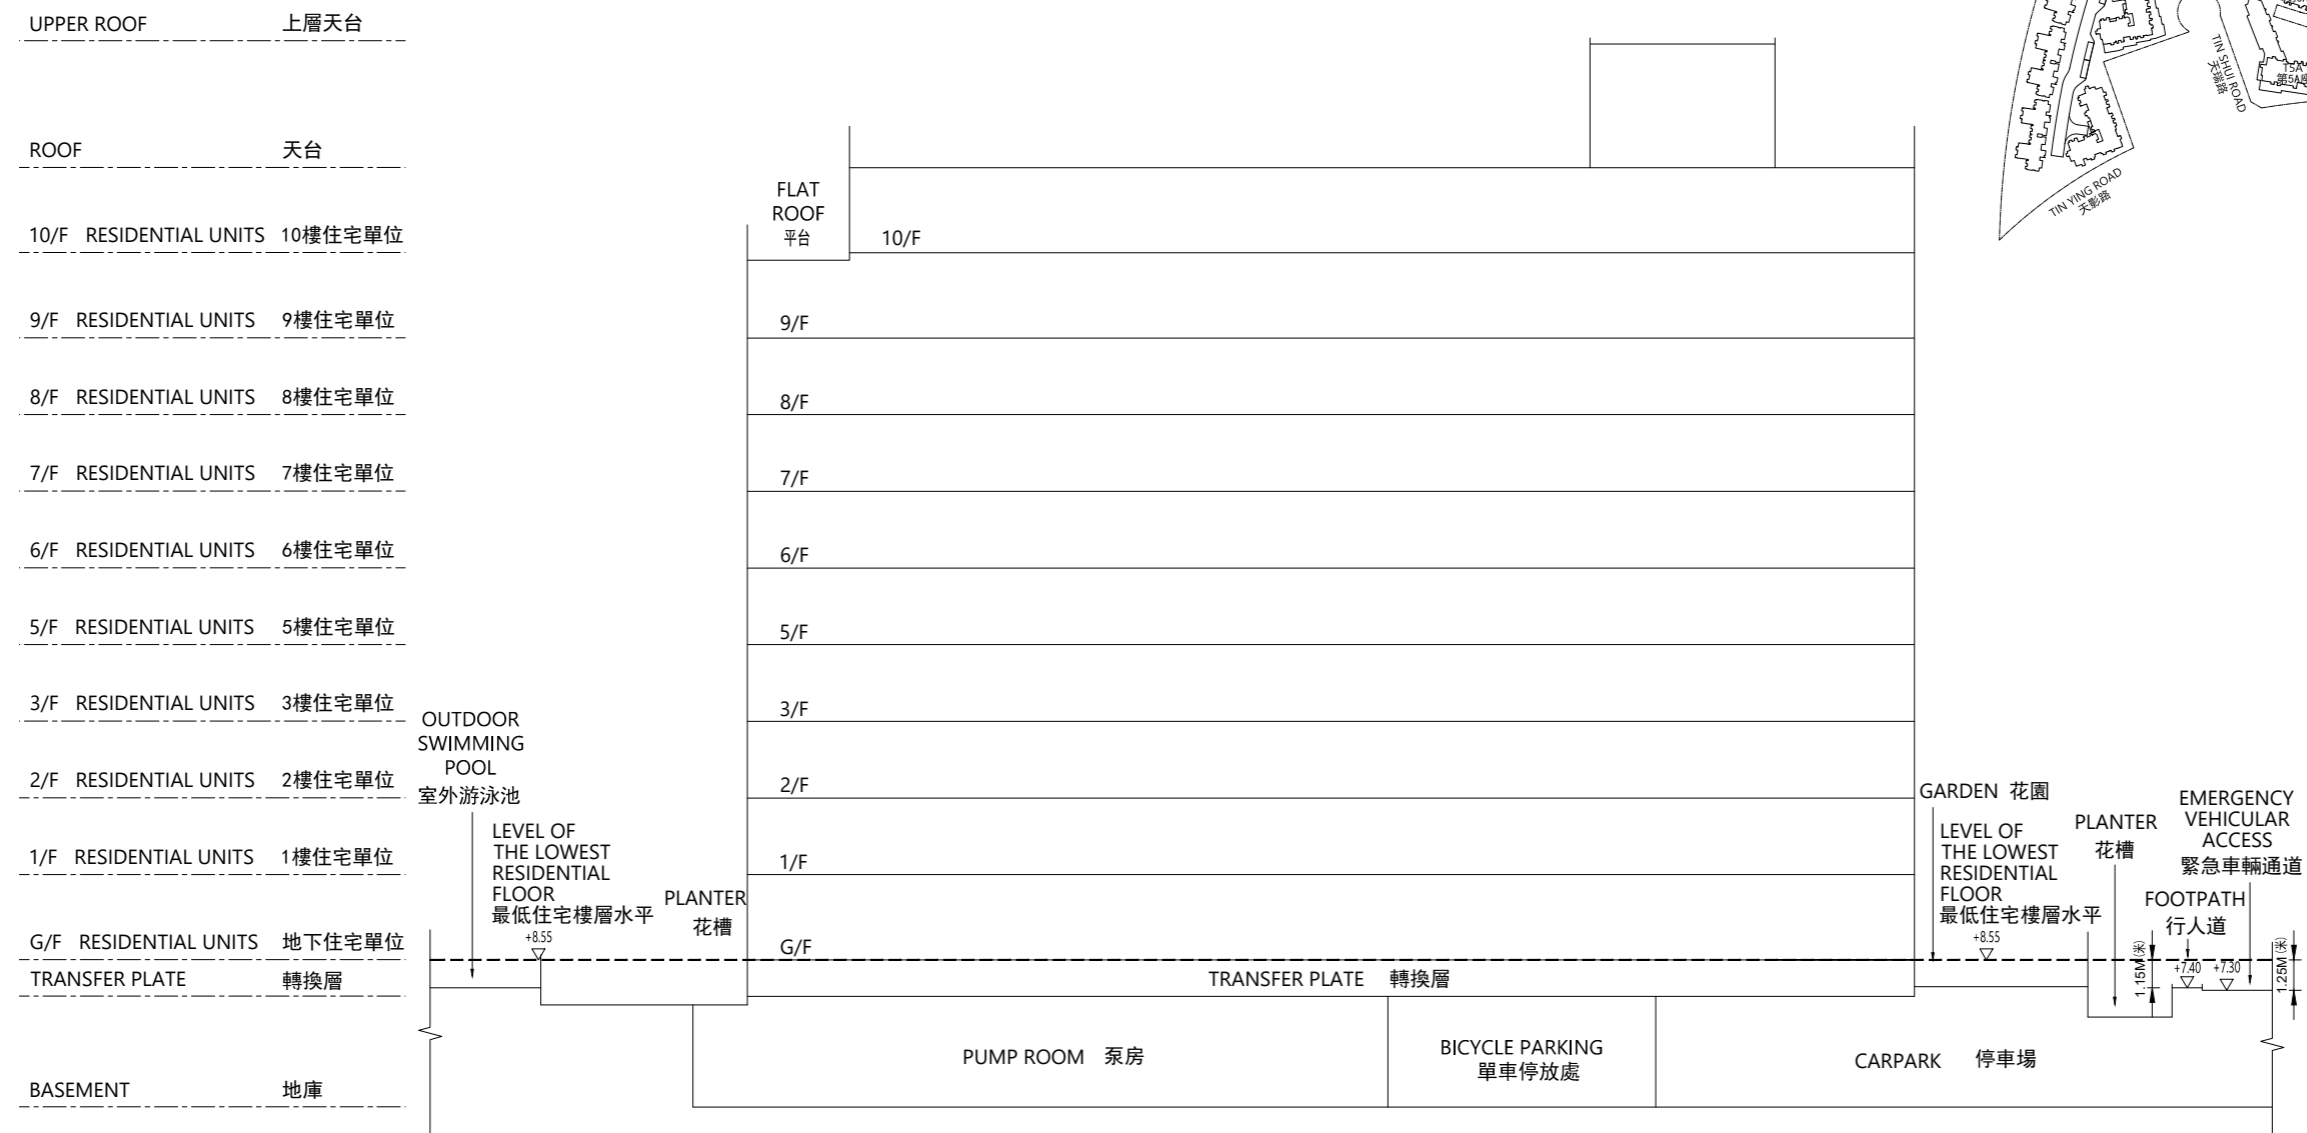 UPPER ROOF 上層天台
ROOF 天台
10/F RESIDENTIAL UNITS 10樓住宅單位
9/F RESIDENTIAL UNITS 9樓住宅單位
8/F RESIDENTIAL UNITS 8樓住宅單位
7/F RESIDENTIAL UNITS 7樓住宅單位
6/F RESIDENTIAL UNITS 6樓住宅單位
5/F RESIDENTIAL UNITS 5樓住宅單位
3/F RESIDENTIAL UNITS 3樓住宅單位
2/F RESIDENTIAL UNITS 2樓住宅單位
1/F RESIDENTIAL UNITS 1樓住宅單位
G/F RESIDENTIAL UNITS 地下住宅單位
TRANSFER PLATE 轉換層
BASEMENT 地庫
OUTDOOR
SWIMMING
POOL
室外游泳池
LEVEL OF
THE LOWEST
RESIDENTIAL
FLOOR
最低住宅樓層水平
+8.55
PLANTER
花槽
FLAT
ROOF
平台
10/F
9/F
8/F
7/F
6/F
5/F
3/F
2/F
1/F
G/F
TRANSFER PLATE 轉換層
PUMP ROOM 泵房
BICYCLE PARKING
單車停放處
CARPARK 停車場
GARDEN 花園
LEVEL OF
THE LOWEST
RESIDENTIAL
FLOOR
最低住宅樓層水平
+8.55
PLANTER
花槽
EMERGENCY
VEHICULAR
ACCESS
緊急車輛通道
FOOTPATH
行人道
1.15M(米)
+7.40
+7.30
1.25M(米)
TIN SHUI ROAD
天瑞路
T5A
第5A座
TIN YING ROAD
天影路